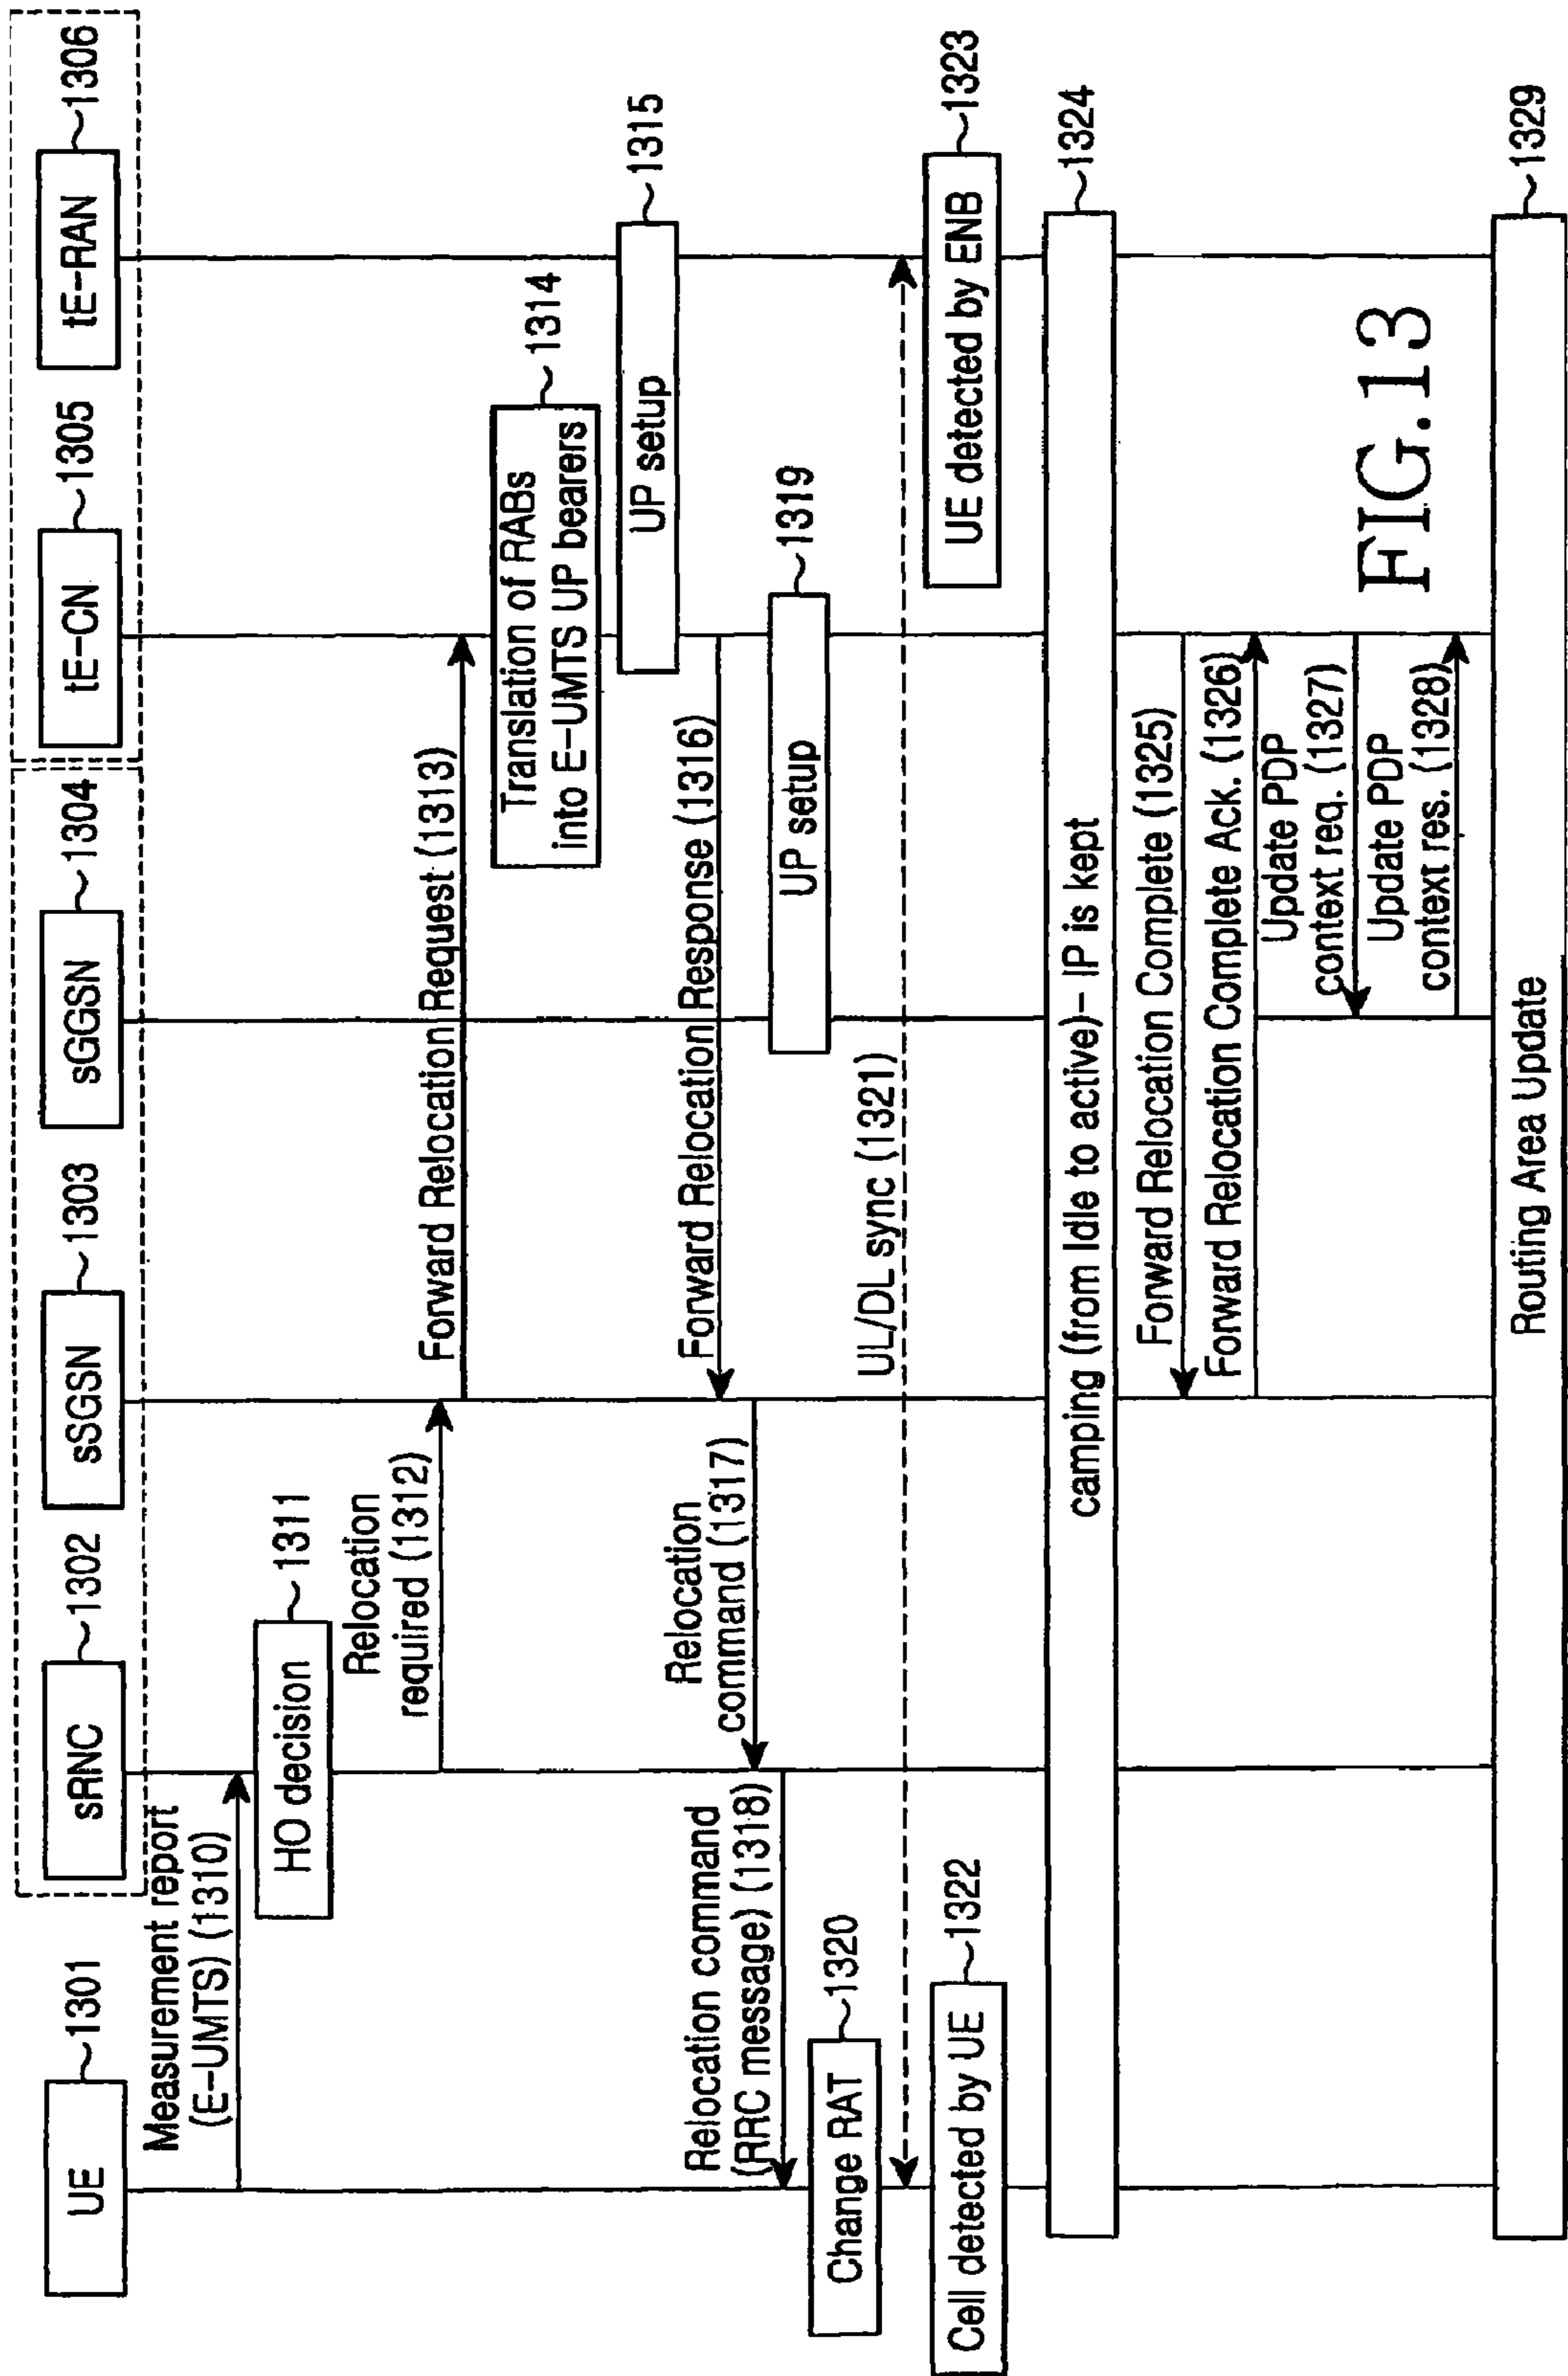 UE ~1301
sRNC ~1302
sSGSN ~1303
sGGSN ~1304
tE-CN ~1305
tE-RAN ~1306
Measurement report
(E-UMTS) (1310)
HO decision ~1311
Relocation
required (1312)
Forward Relocation Request (1313)
Translation of RABs
into E-UMTS UP bearers
~1314
UP setup ~1315
Forward Relocation Response (1316)
Relocation
command (1317)
Relocation command
(RRC message) (1318)
UP setup ~1319
Change RAT ~1320
UL/DL sync (1321)
Cell detected by UE ~1322
UE detected by ENB ~1323
camping (from Idle to active)- IP is kept ~1324
Forward Relocation Complete (1325)
Forward Relocation Complete Ack. (1326)
Update PDP
context req. (1327)
Update PDP
context res. (1328)
Routing Area Update ~1329
FIG.13